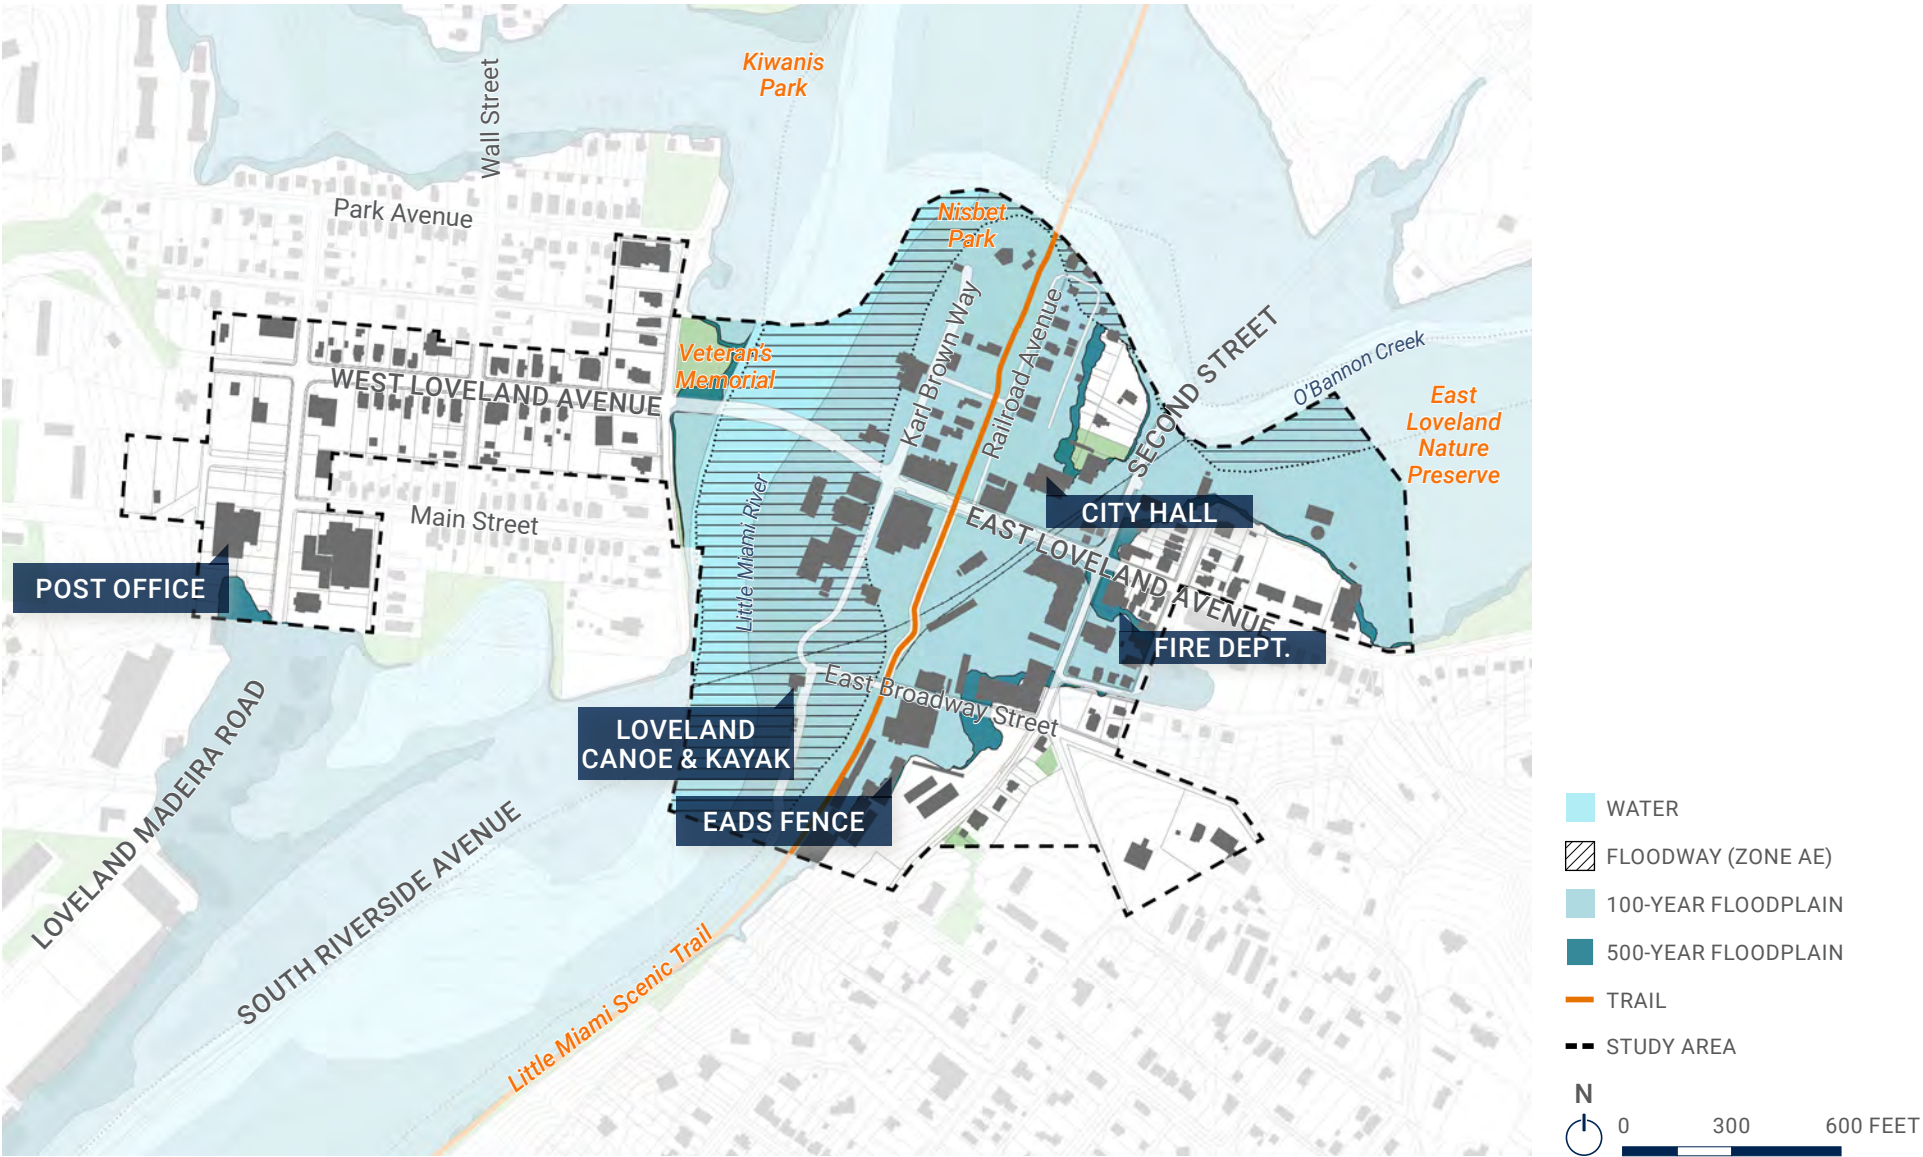 Kiwanis
Park
Wall Street
Park Avenue
Nisbet
Park
Karl Brown Way
Railroad Avenue
SECOND STREET
O'Bannon Creek
Veteran's
Memorial
WEST LOVELAND AVENUE
East
Loveland
Nature
Preserve
Main Street
Little Miami River
CITY HALL
EAST LOVELAND AVENUE
POST OFFICE
FIRE DEPT.
East Broadway Street
LOVELAND
CANOE & KAYAK
EADS FENCE
LOVELAND MADEIRA ROAD
SOUTH RIVERSIDE AVENUE
Little Miami Scenic Trail
WATER
FLOODWAY (ZONE AE)
100-YEAR FLOODPLAIN
500-YEAR FLOODPLAIN
TRAIL
STUDY AREA
N
0 300 600 FEET